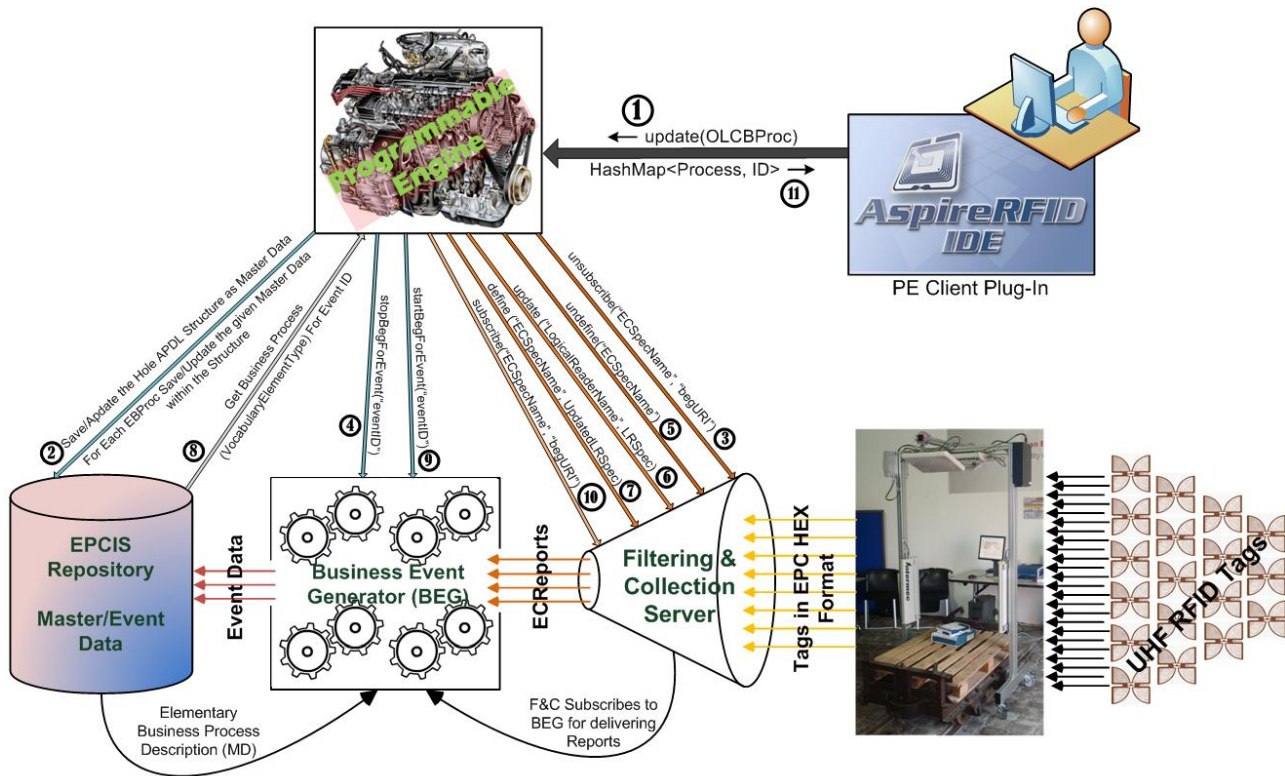 Programmable
Engine
①
← update(OLCBProc)
HashMap<Process, ID> →
⑪
AspireRFID
IDE
PE Client Plug-In
② Save/Apdate the Hole APDL Structure as Master Data
For Each EBProc Save/Update the given Master Data
within the Structure
⑧
Get Business Process
(VocabularyElementType) For Event ID
④
stopBegForEvent("eventID")
startBegForEvent("eventID")
⑨
subscribe("ECSpecName", "begURI")
⑩
define ("ECSpecName", UpdatedLRSpec)
⑦
update ("LogicalReaderName", LRSpec)
⑥
undefine("ECSpecName")
⑤
unsubscribe("ECSpecName", "begURI")
③
EPCIS
Repository
Master/Event
Data
Event Data
Business Event
Generator (BEG)
ECReports
Filtering &
Collection
Server
Tags in EPC HEX
Format
Intermec
UHF RFID Tags
Elementary
Business Process
Description (MD)
F&C Subscribes to
BEG for delivering
Reports